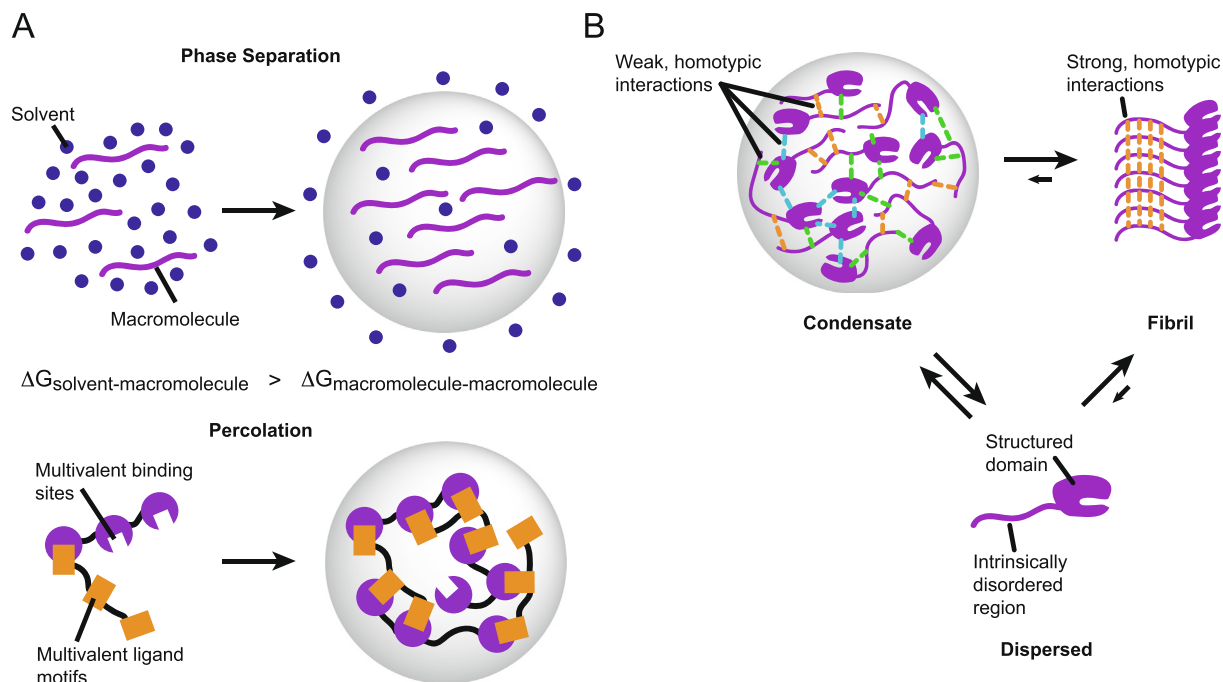 A
Phase Separation
Solvent
Macromolecule
ΔGsolvent-macromolecule > ΔGmacromolecule-macromolecule
Percolation
Multivalent binding
sites
Multivalent ligand
motifs
B
Weak, homotypic
interactions
Strong, homotypic
interactions
Condensate
Fibril
Structured
domain
Intrinsically
disordered
region
Dispersed